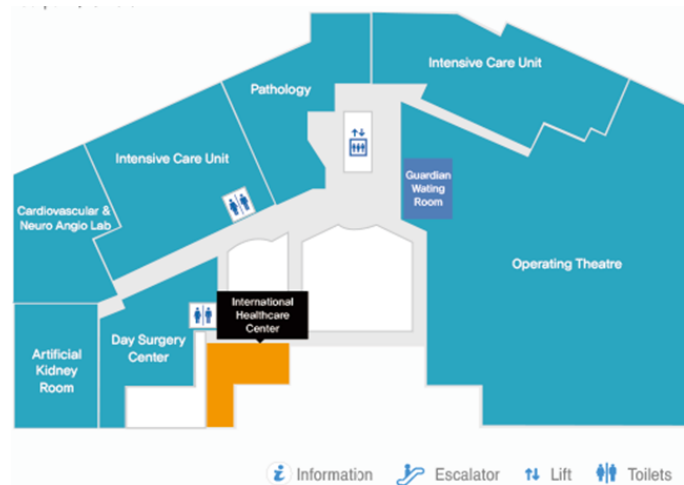 Intensive Care Unit
Pathology
Intensive Care Unit
Guardian
Wating
Room
Cardiovascular &
Neuro Angio Lab
Operating Theatre
International
Healthcare
Center
Day Surgery
Center
Artificial
Kidney
Room
Information
Escalator
Lift
Toilets